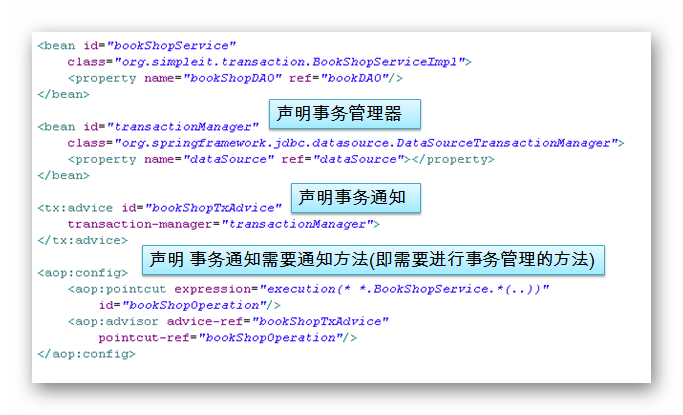 <bean id="bookShopService"
class="org.simpleit.transaction.BookShopServiceImpl">
<property name="bookShopDAO" ref="bookDAO"/>
</bean>
声明事务管理器
<bean id="transactionManager"
class="org.springframework.jdbc.datasource.DataSourceTransactionManager">
<property name="dataSource" ref="dataSource"></property>
</bean>
声明事务通知
<tx:advice id="bookShopTxAdvice"
transaction-manager="transactionManager">
</tx:advice>
声明 事务通知需要通知方法(即需要进行事务管理的方法)
<aop:config>
<aop:pointcut expression="execution(* *.BookShopService.*(..))"
id="bookShopOperation"/>
<aop:advisor advice-ref="bookShopTxAdvice"
pointcut-ref="bookShopOperation"/>
</aop:config>